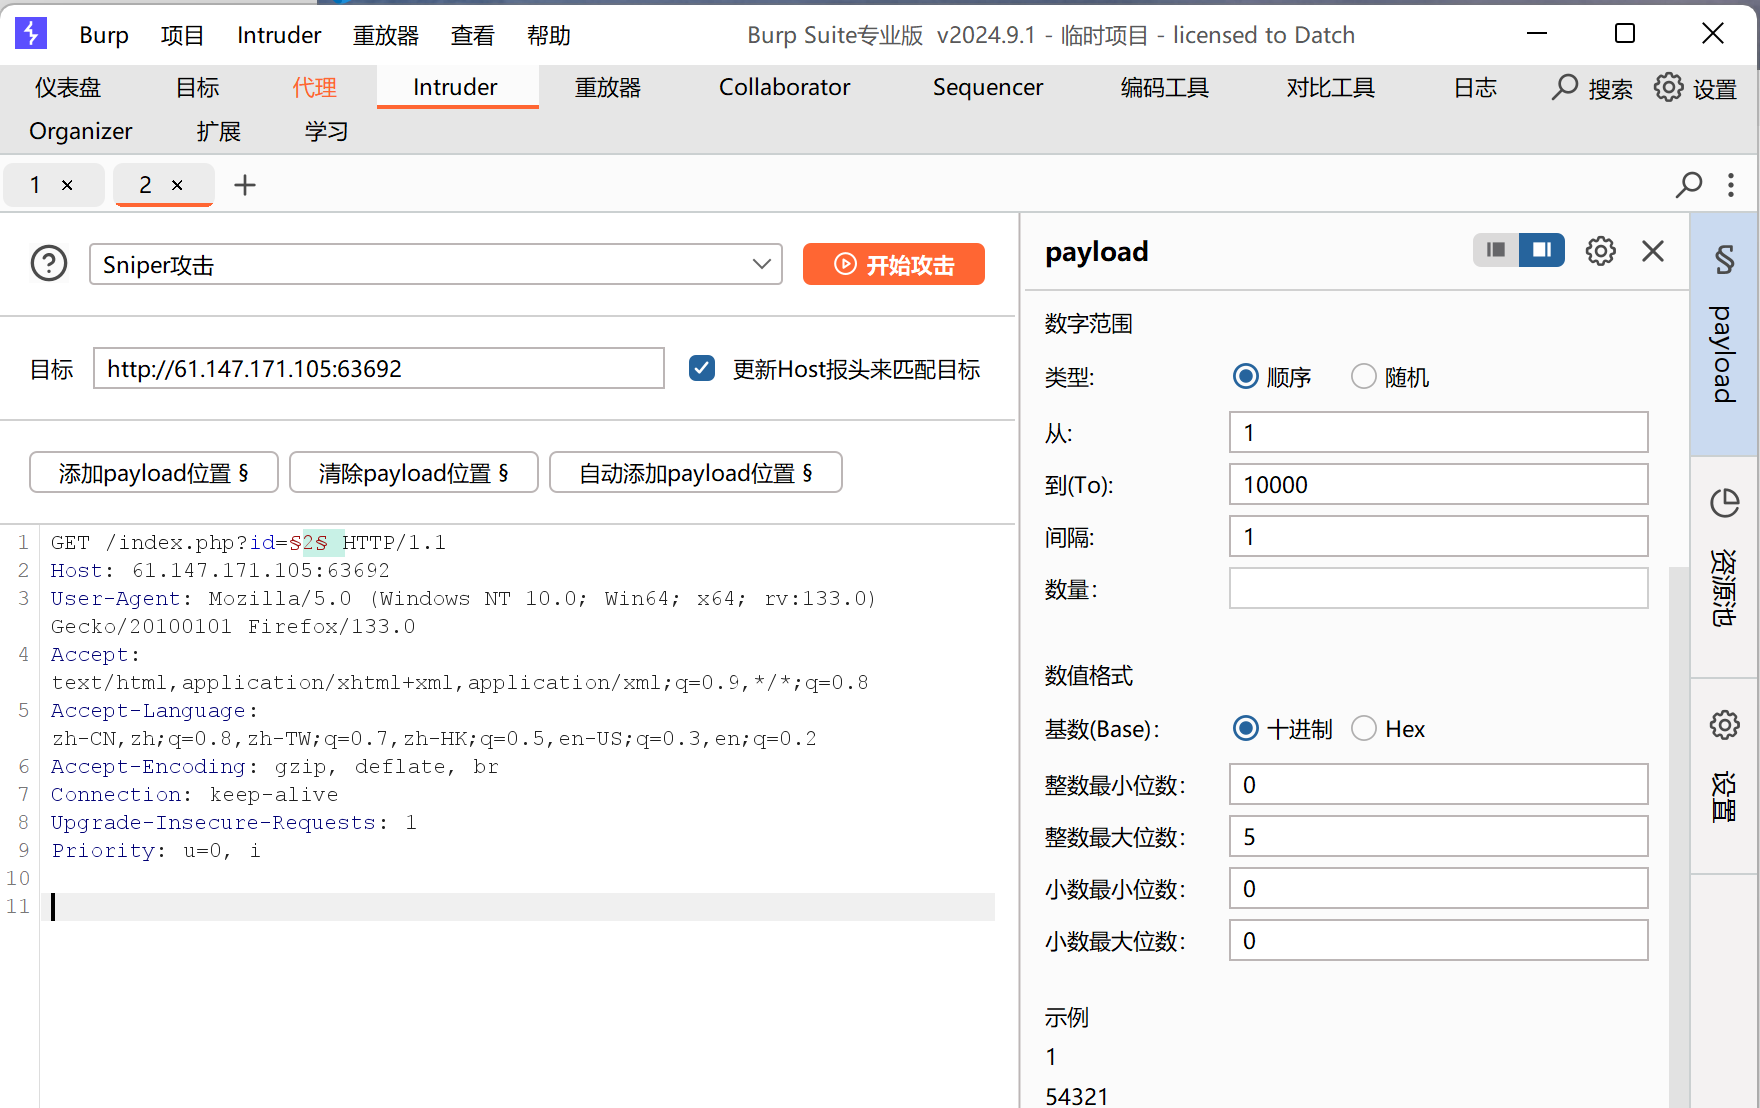 Burp 项目 Intruder 重放器 查看 帮助 Burp Suite专业版 v2024.9.1 - 临时项目 - licensed to Datch
仪表盘 目标 代理 Intruder 重放器 Collaborator Sequencer 编码工具 对比工具 日志 搜索 设置
Organizer 扩展 学习
1 × 2 × +
Sniper攻击 开始攻击
目标 http://61.147.171.105:63692 更新Host报头来匹配目标
添加payload位置 § 清除payload位置 § 自动添加payload位置 §
1 GET /index.php?id=§2§ HTTP/1.1
2 Host: 61.147.171.105:63692
3 User-Agent: Mozilla/5.0 (Windows NT 10.0; Win64; x64; rv:133.0)
Gecko/20100101 Firefox/133.0
4 Accept:
text/html,application/xhtml+xml,application/xml;q=0.9,*/*;q=0.8
5 Accept-Language:
zh-CN,zh;q=0.8,zh-TW;q=0.7,zh-HK;q=0.5,en-US;q=0.3,en;q=0.2
6 Accept-Encoding: gzip, deflate, br
7 Connection: keep-alive
8 Upgrade-Insecure-Requests: 1
9 Priority: u=0, i
10
11
payload
数字范围
类型: 顺序 随机
从: 1
到(To): 10000
间隔: 1
数量:
数值格式
基数(Base): 十进制 Hex
整数最小位数: 0
整数最大位数: 5
小数最小位数: 0
小数最大位数: 0
示例
1
54321
§ payload
资源池
设置